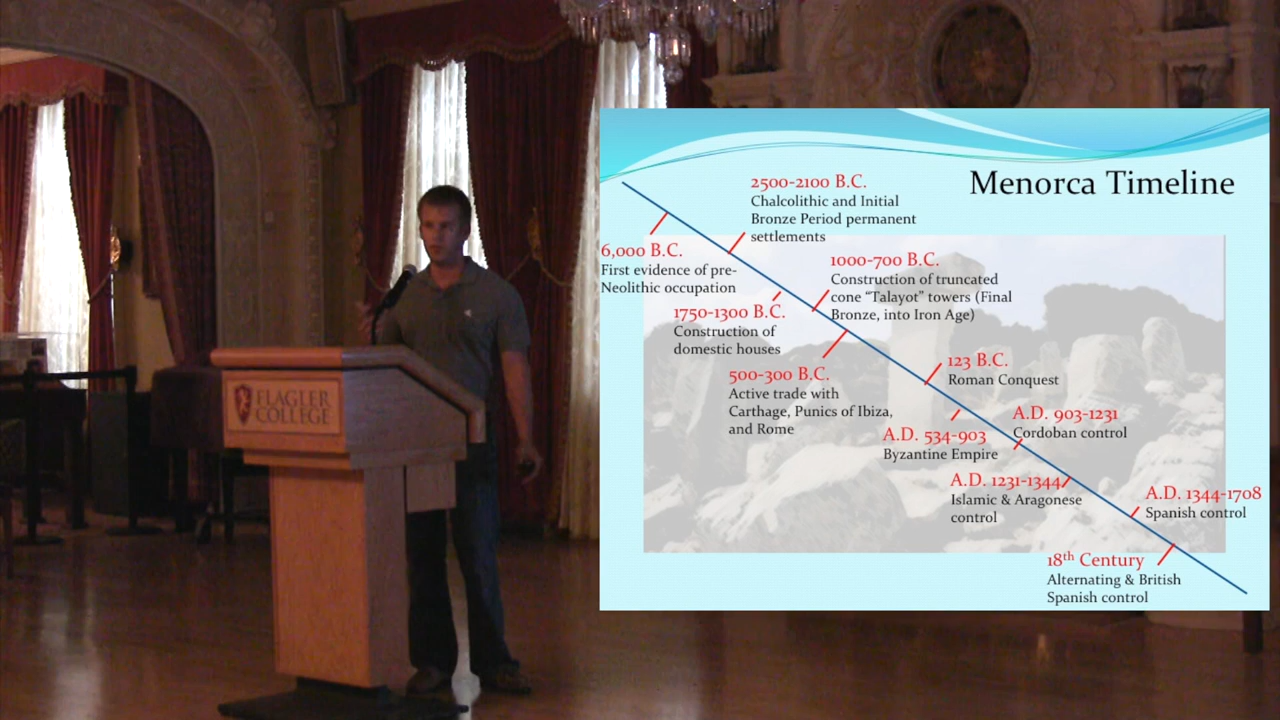 FLAGLER
COLLEGE
Menorca Timeline
2500-2100 B.C.
Chalcolithic and Initial
Bronze Period permanent
settlements
6,000 B.C.
First evidence of pre-
Neolithic occupation
1000-700 B.C.
Construction of truncated
cone “Talayot” towers (Final
Bronze, into Iron Age)
1750-1300 B.C.
Construction of
domestic houses
500-300 B.C.
Active trade with
Carthage, Punics of Ibiza,
and Rome
123 B.C.
Roman Conquest
A.D. 903-1231
Cordoban control
A.D. 534-903
Byzantine Empire
A.D. 1231-1344
Islamic & Aragonese
control
A.D. 1344-1708
Spanish control
18th Century
Alternating & British
Spanish control